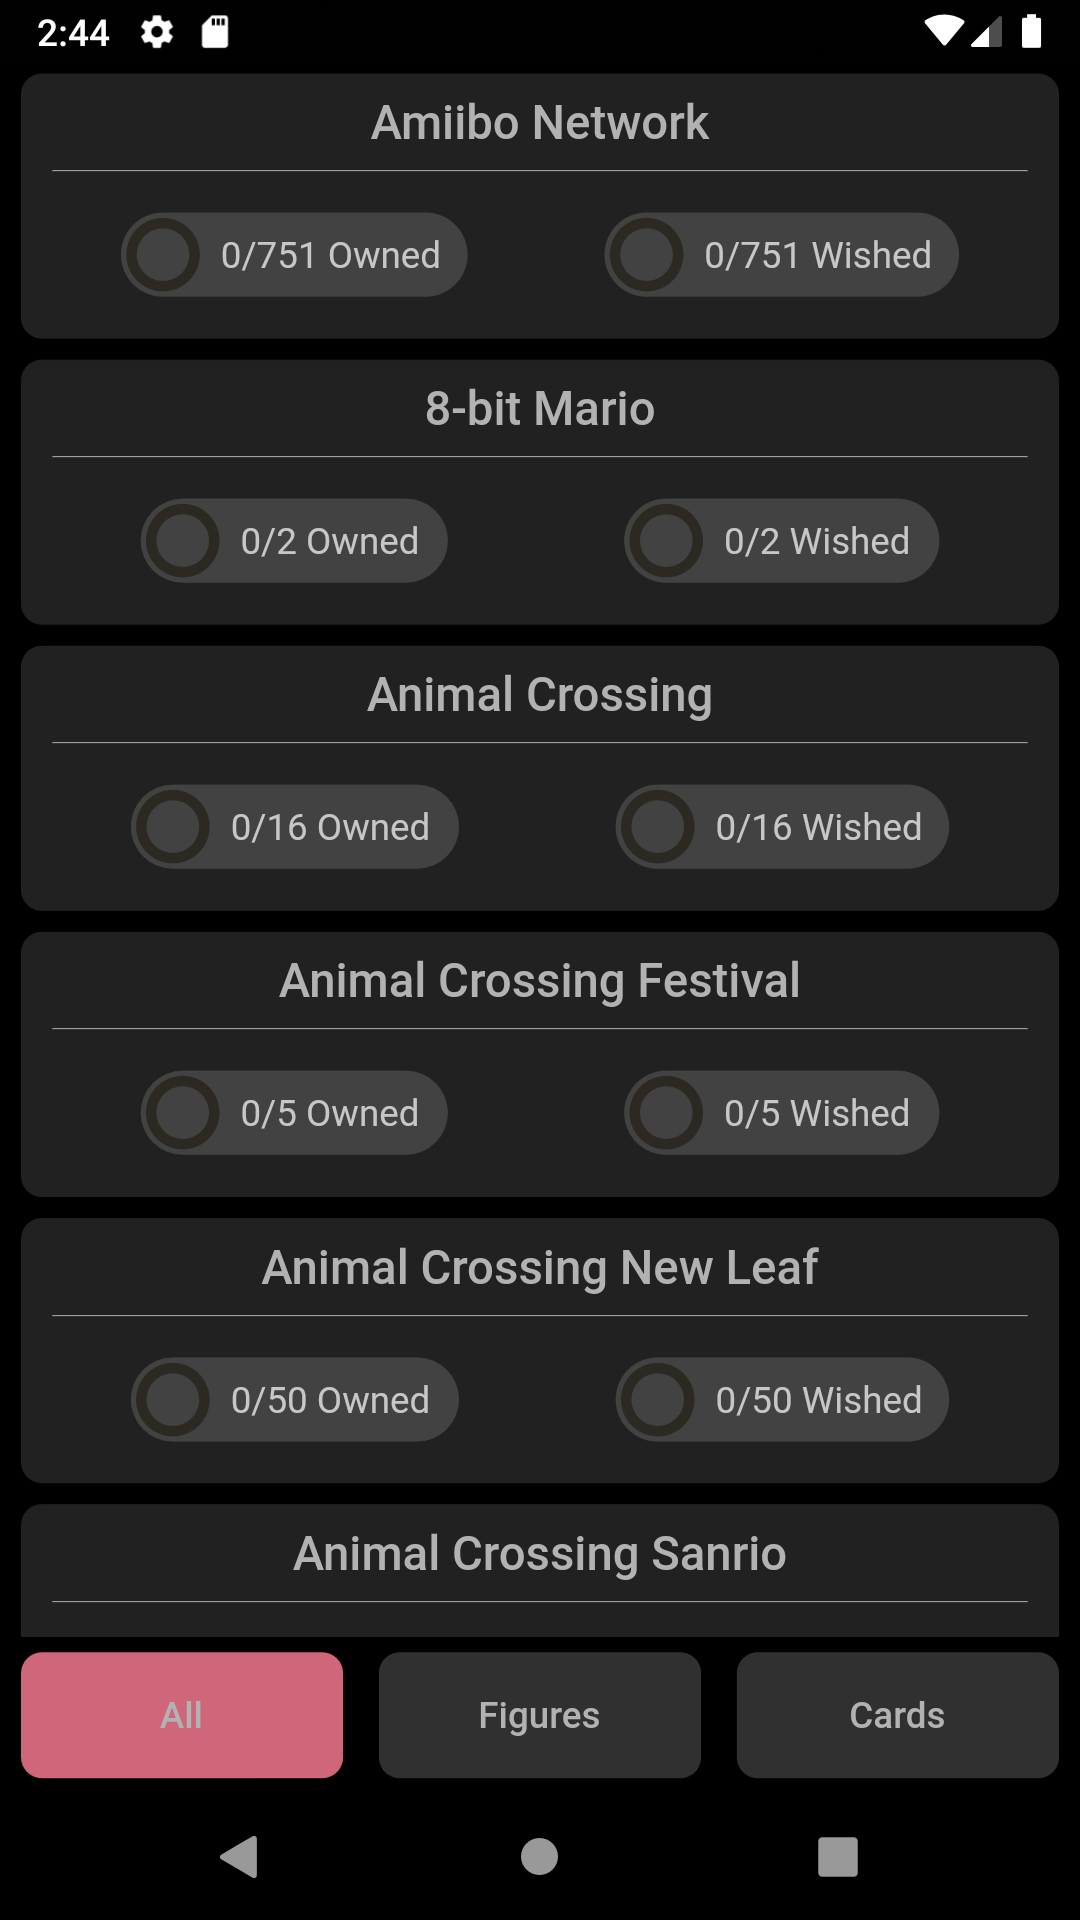 2:44
Amiibo Network
0/751 Owned 0/751 Wished
8-bit Mario
0/2 Owned 0/2 Wished
Animal Crossing
0/16 Owned 0/16 Wished
Animal Crossing Festival
0/5 Owned 0/5 Wished
Animal Crossing New Leaf
0/50 Owned 0/50 Wished
Animal Crossing Sanrio
All Figures Cards